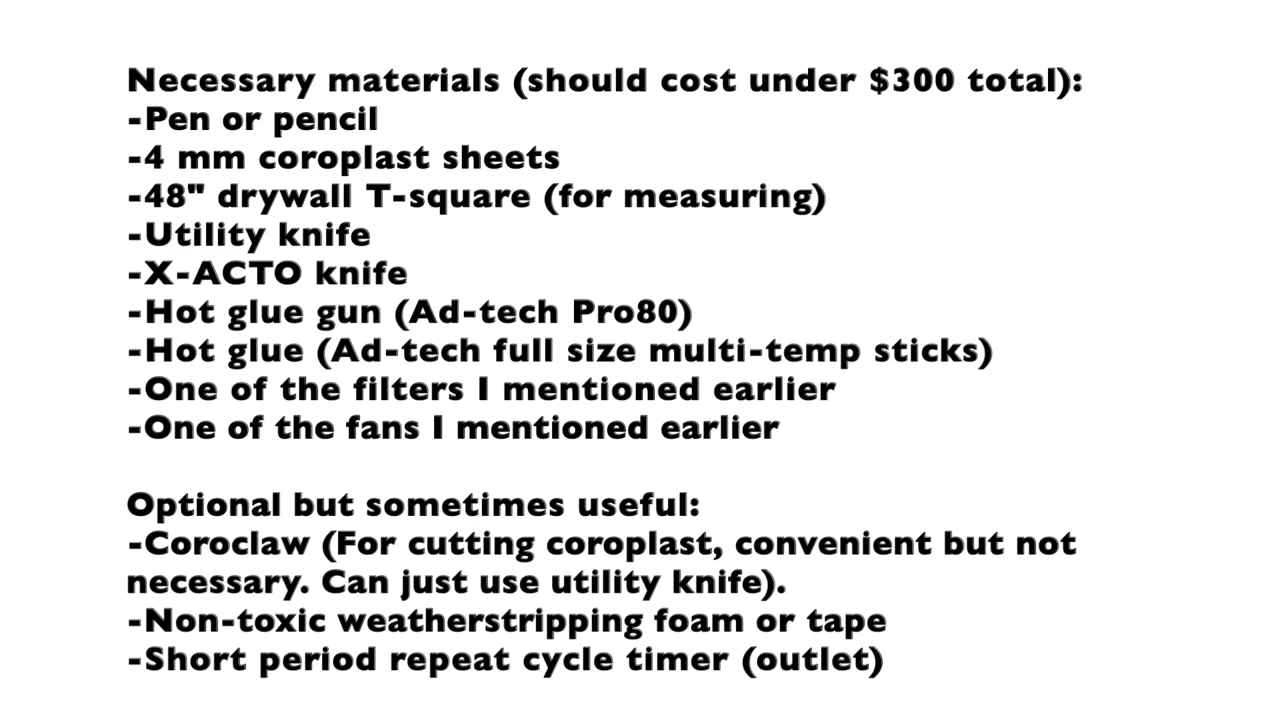 Necessary materials (should cost under $300 total):
-Pen or pencil
-4 mm coroplast sheets
-48" drywall T-square (for measuring)
-Utility knife
-X-ACTO knife
-Hot glue gun (Ad-tech Pro80)
-Hot glue (Ad-tech full size multi-temp sticks)
-One of the filters I mentioned earlier
-One of the fans I mentioned earlier
Optional but sometimes useful:
-Coroclaw (For cutting coroplast, convenient but not
necessary. Can just use utility knife).
-Non-toxic weatherstripping foam or tape
-Short period repeat cycle timer (outlet)